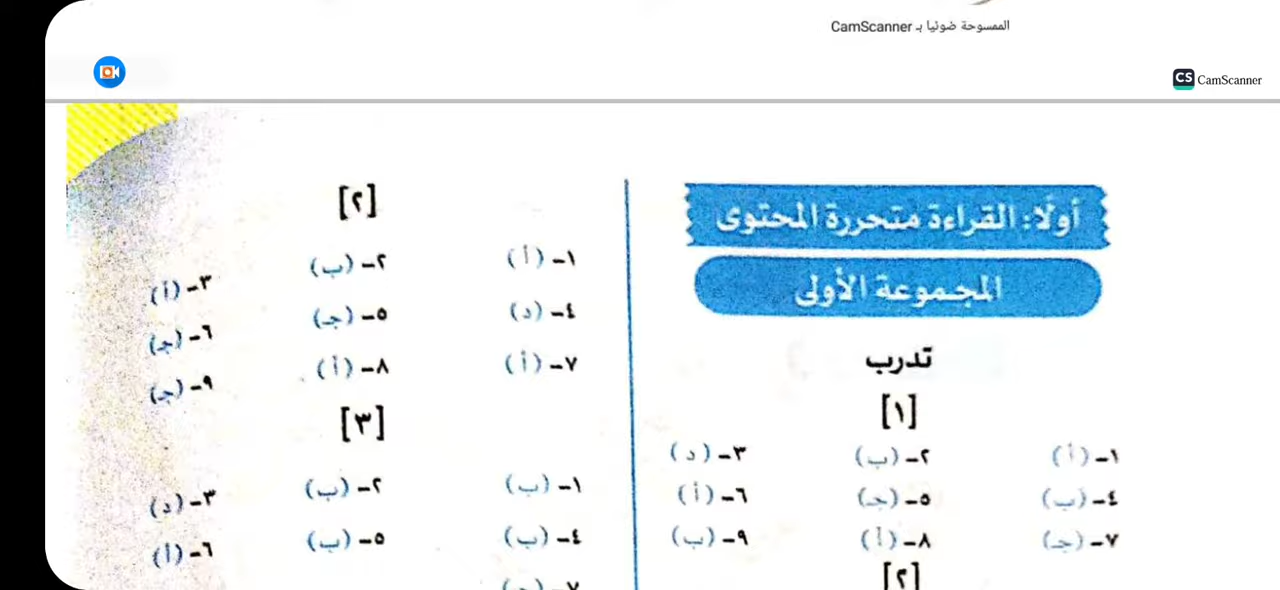 الممسوحة ضوئيا بـ CamScanner
CS CamScanner
أولًا: القراءة متحررة المحتوى
المجموعة الأولى
تدرب
[١]
١- (أ) ٢- (ب) ٣- (د)
٤- (ب) ٥- (جـ) ٦- (أ)
٧- (جـ) ٨- (أ) ٩- (ب)
[٢]
[٢]
١- (أ) ٢- (ب) ٣- (أ)
٤- (د) ٥- (جـ) ٦- (جـ)
٧- (أ) ٨- (أ) ٩- (جـ)
[٣]
١- (ب) ٢- (ب) ٣- (د)
٤- (ب) ٥- (ب) ٦- (أ)